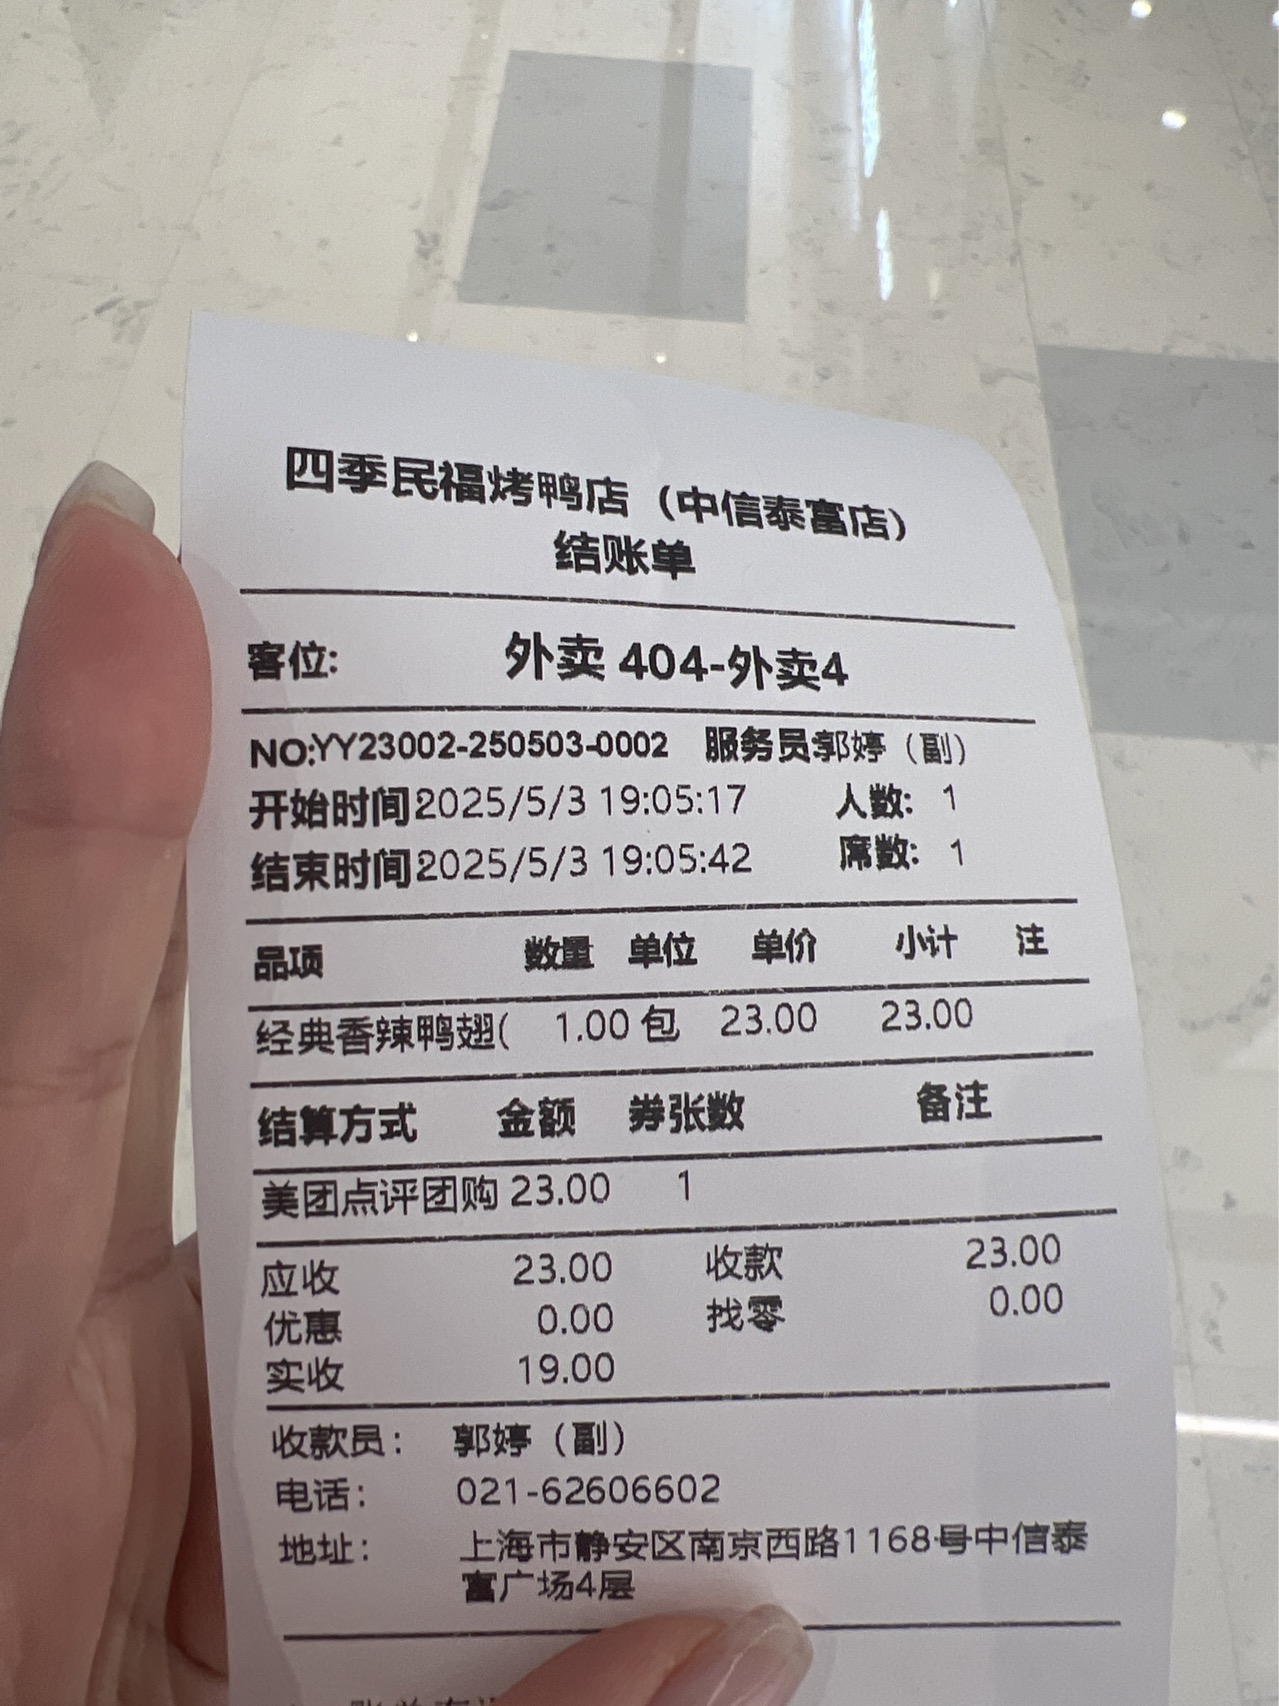 四季民福烤鸭店（中信泰富店）
结账单
客位: 外卖 404-外卖4
NO:YY23002-250503-0002 服务员:郭婷（副）
开始时间2025/5/3 19:05:17 人数: 1
结束时间2025/5/3 19:05:42 席数: 1
品项 数量 单位 单价 小计 注
经典香辣鸭翅( 1.00 包 23.00 23.00
结算方式 金额 券张数 备注
美团点评团购 23.00 1
应收 23.00 收款 23.00
优惠 0.00 找零 0.00
实收 19.00
收款员: 郭婷（副）
电话: 021-62606602
地址: 上海市静安区南京西路1168号中信泰
富广场4层